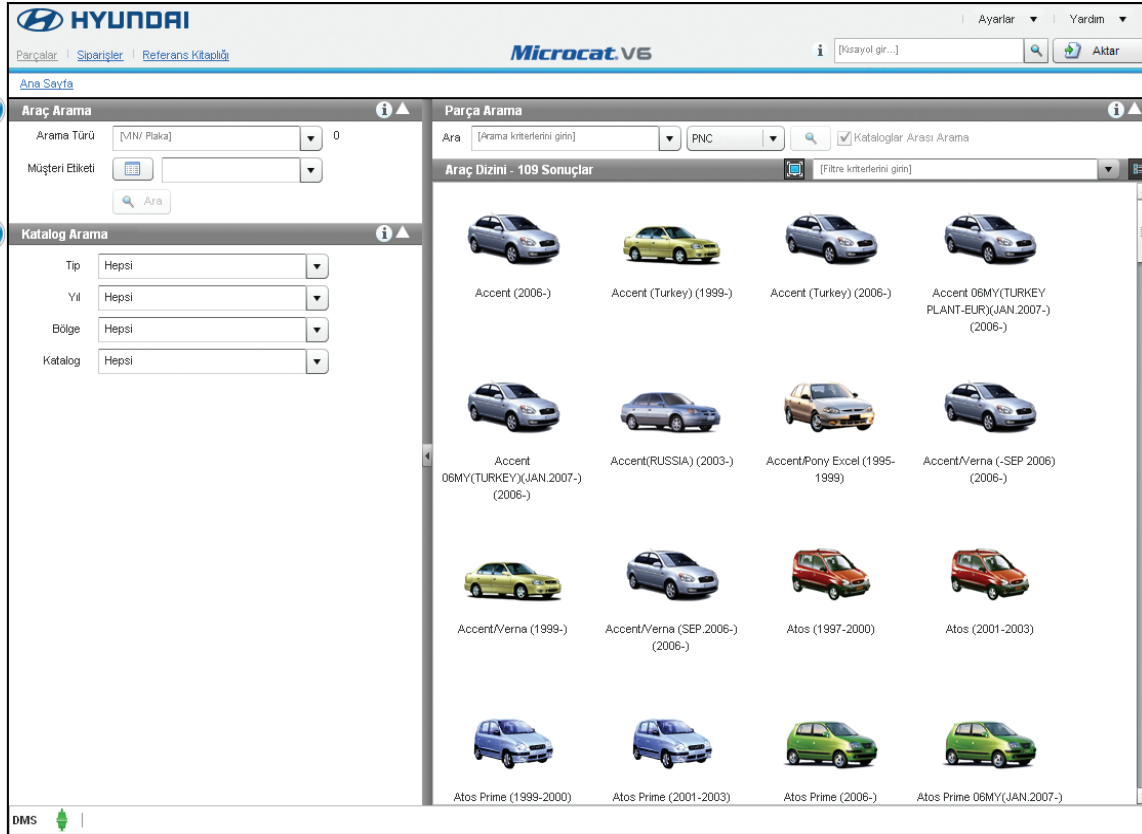 HYUNDAI
Ayarlar
Yardım
Parçalar
Siparişler
Referans Kitaplığı
Microcat.V6
[Kısayol gir...]
Aktar
Ana Sayfa
Araç Arama
Arama Türü
[VIN/ Plaka]
0
Müşteri Etiketi
Ara
Katalog Arama
Tip
Hepsi
Yıl
Hepsi
Bölge
Hepsi
Katalog
Hepsi
Parça Arama
Ara
[Arama kriterlerini girin]
PNC
Kataloglar Arası Arama
Araç Dizini - 109 Sonuçlar
[Filtre kriterlerini girin]
Accent (2006-)
Accent (Turkey) (1999-)
Accent (Turkey) (2006-)
Accent 06MY(TURKEY
PLANT-EUR)(JAN.2007-)
(2006-)
Accent
06MY(TURKEY)(JAN.2007-)
(2006-)
Accent(RUSSIA) (2003-)
Accent/Pony Excel (1995-
1999)
Accent/Verna (-SEP 2006)
(2006-)
Accent/Verna (1999-)
Accent/Verna (SEP.2006-)
(2006-)
Atos (1997-2000)
Atos (2001-2003)
Atos Prime (1999-2000)
Atos Prime (2001-2003)
Atos Prime (2006-)
Atos Prime 06MY(JAN.2007-)
DMS